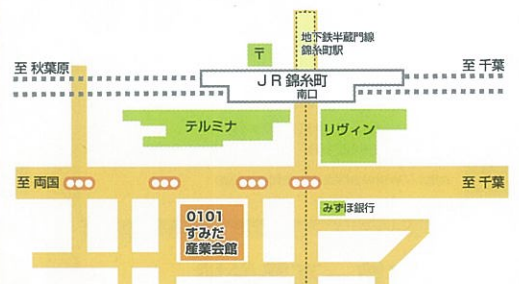 地下鉄半蔵門線
錦糸町駅
〒
至 秋葉原
JR錦糸町
至 千葉
南口
テルミナ
リヴィン
至 両国
至 千葉
みずほ銀行
0101
すみだ
産業会館